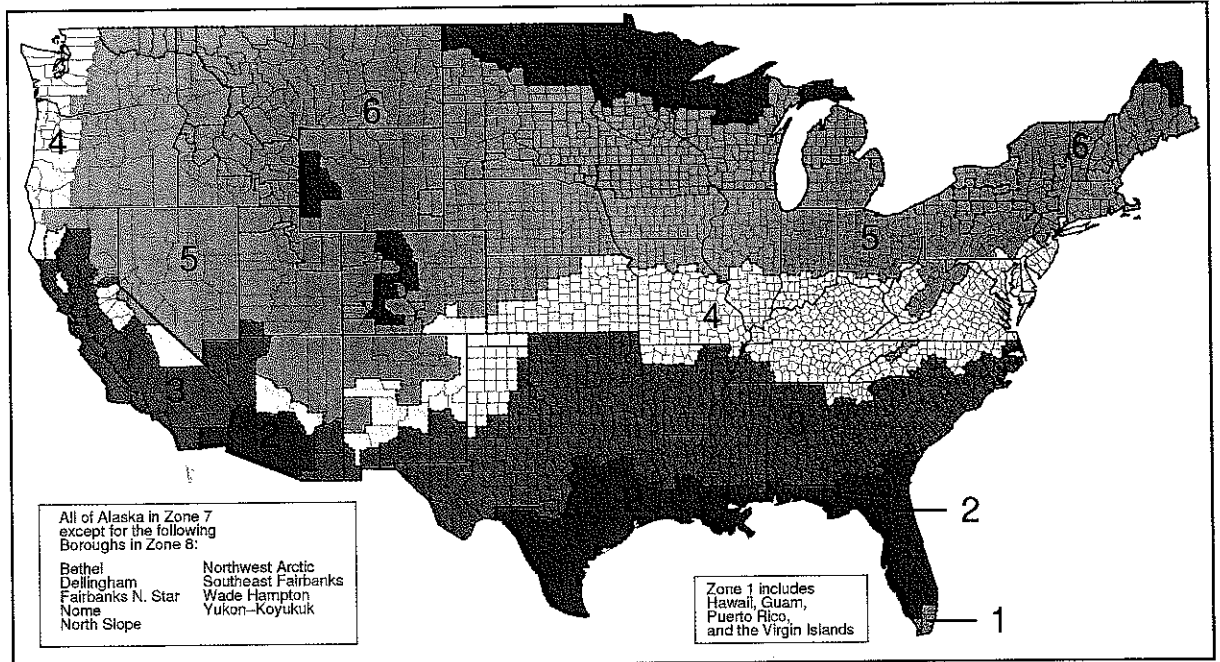 6
4
6
5
5
4
3
2
2
1
All of Alaska in Zone 7
except for the following
Boroughs in Zone 8:
Bethel
Northwest Arctic
Dellingham
Southeast Fairbanks
Fairbanks N. Star
Wade Hampton
Nome
Yukon–Koyukuk
North Slope
Zone 1 includes
Hawaii, Guam,
Puerto Rico,
and the Virgin Islands